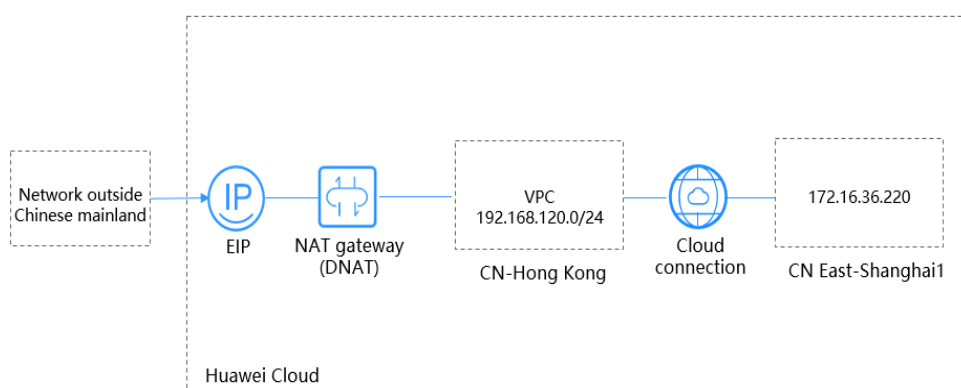 Network outside
Chinese mainland
IP
EIP
NAT gateway
(DNAT)
VPC
192.168.120.0/24
CN-Hong Kong
Cloud
connection
172.16.36.220
CN East-Shanghai1
Huawei Cloud